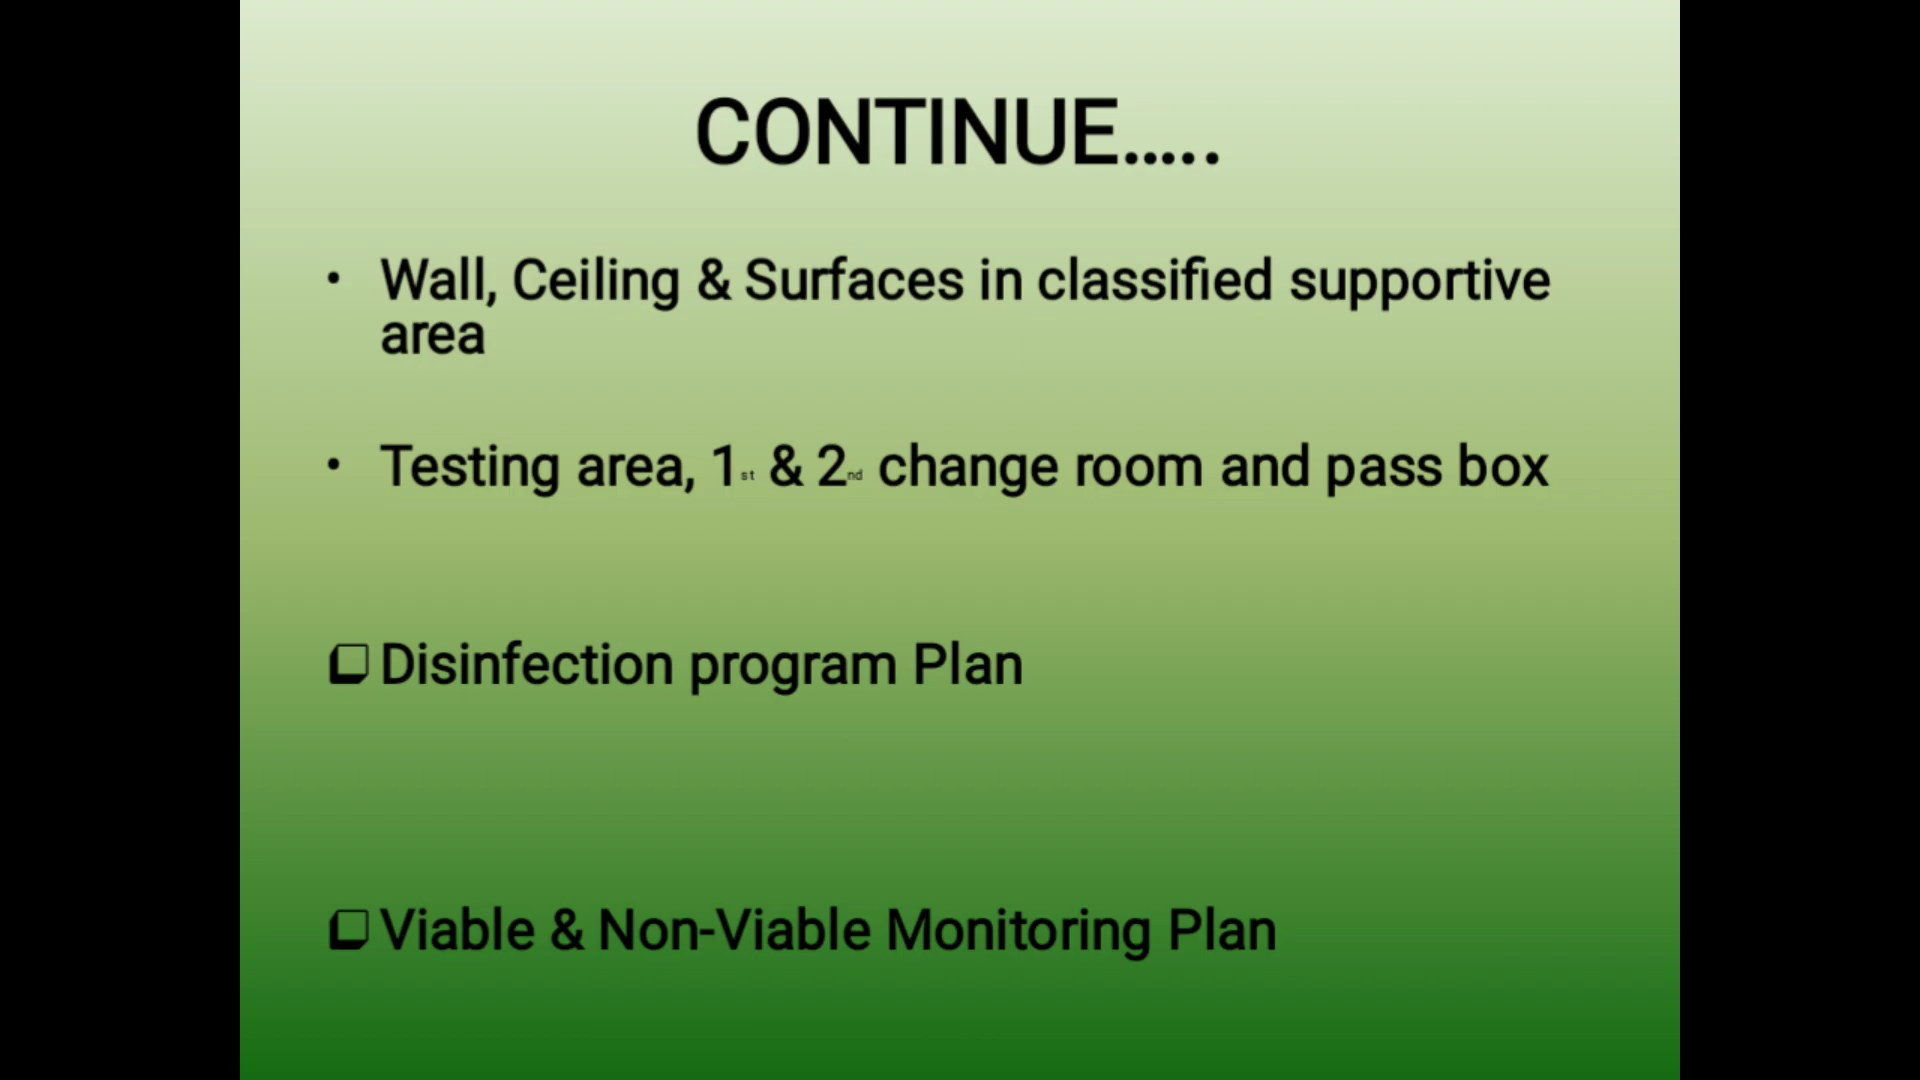 CONTINUE.....
• Wall, Ceiling & Surfaces in classified supportive
area
• Testing area, 1st & 2nd change room and pass box
❑ Disinfection program Plan
❑ Viable & Non-Viable Monitoring Plan